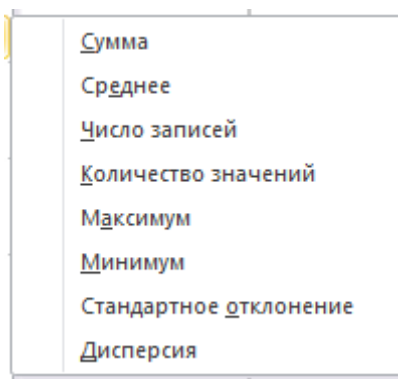 Сумма
Среднее
Число записей
Количество значений
Максимум
Минимум
Стандартное отклонение
Дисперсия